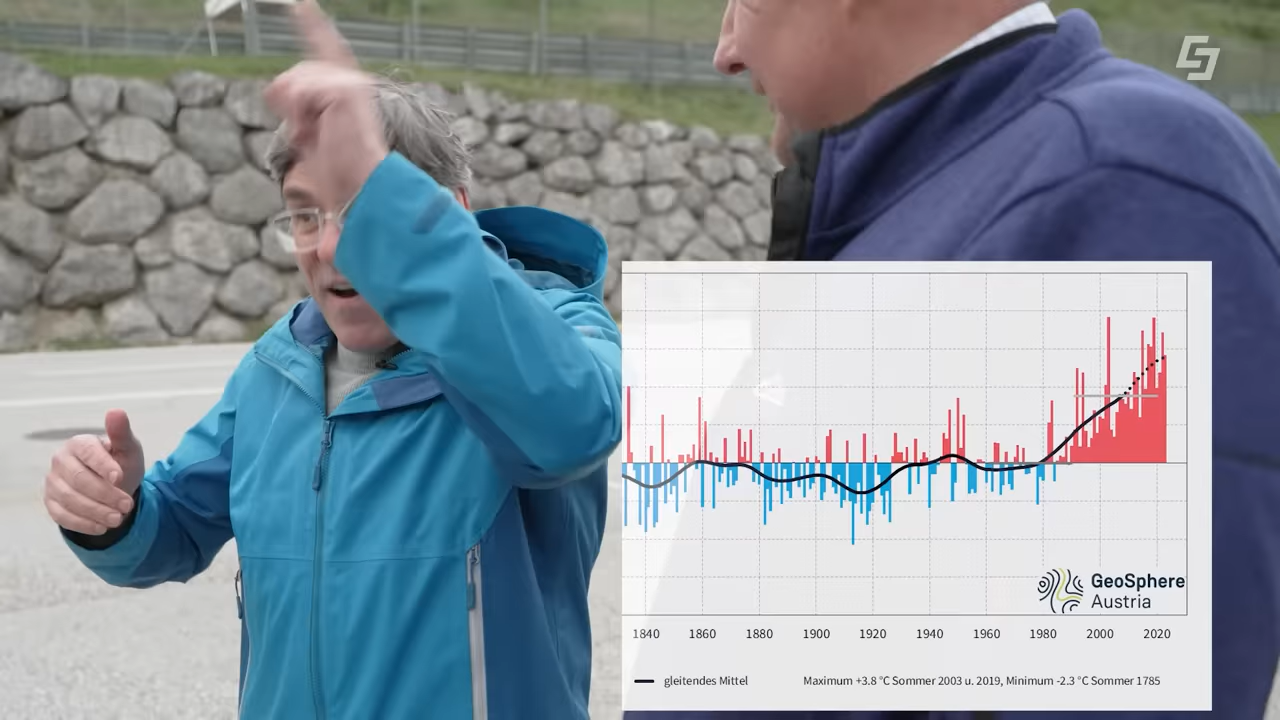 GeoSphere
Austria
1840 1860 1880 1900 1920 1940 1960 1980 2000 2020
gleitendes Mittel
Maximum +3.8 °C Sommer 2003 u. 2019, Minimum -2.3 °C Sommer 1785